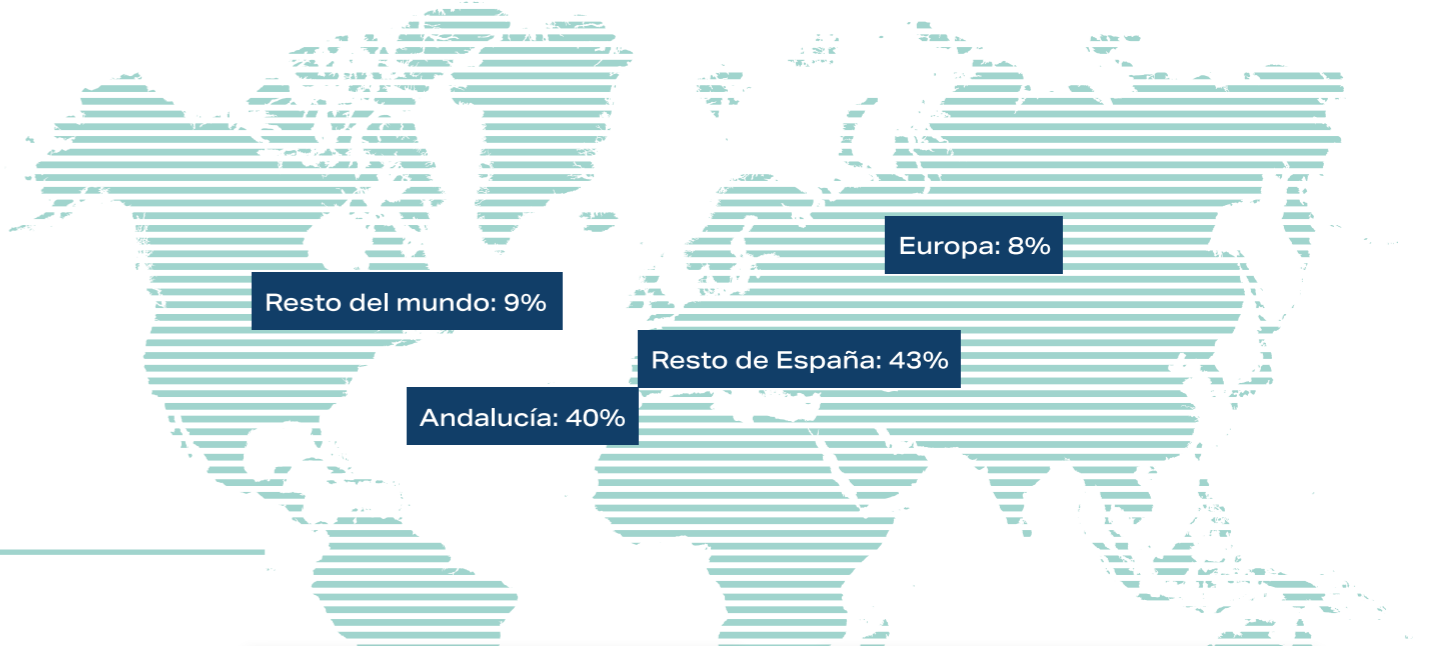 Europa: 8%
Resto del mundo: 9%
Resto de España: 43%
Andalucía: 40%